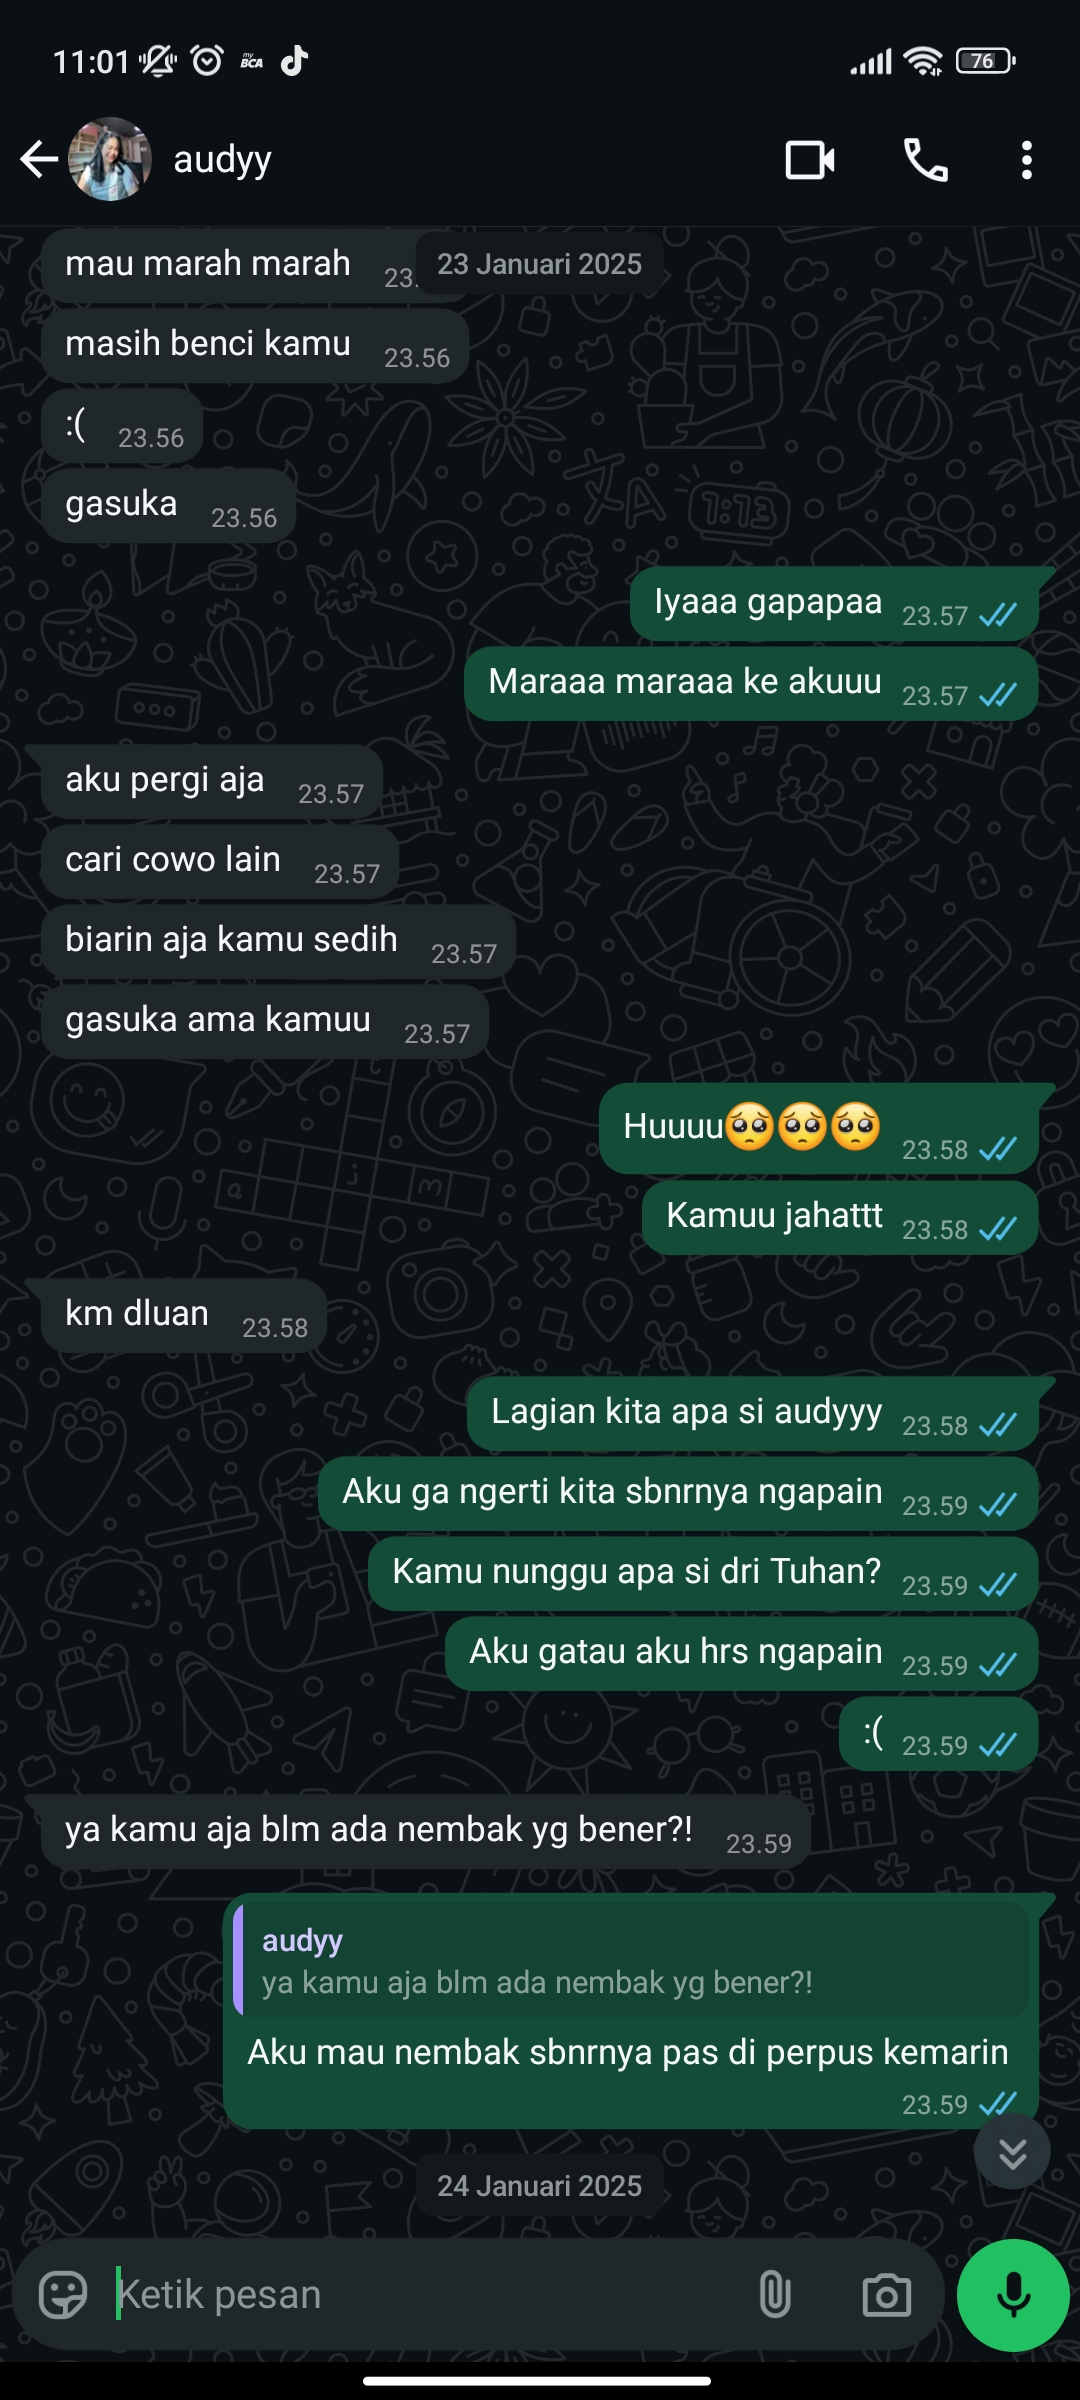 11:01 my BCA 76
audyy
mau marah marah 23.
23 Januari 2025
masih benci kamu 23.56
:( 23.56
gasuka 23.56
Iyaaa gapapaa 23.57
Maraaa maraaa ke akuuu 23.57
aku pergi aja 23.57
cari cowo lain 23.57
biarin aja kamu sedih 23.57
gasuka ama kamuu 23.57
Huuuu🥺🥺🥺 23.58
Kamuu jahattt 23.58
km dluan 23.58
Lagian kita apa si audyyy 23.58
Aku ga ngerti kita sbnrnya ngapain 23.59
Kamu nunggu apa si dri Tuhan? 23.59
Aku gatau aku hrs ngapain 23.59
:( 23.59
ya kamu aja blm ada nembak yg bener?! 23.59
audyy
ya kamu aja blm ada nembak yg bener?!
Aku mau nembak sbnrnya pas di perpus kemarin
23.59
24 Januari 2025
Ketik pesan